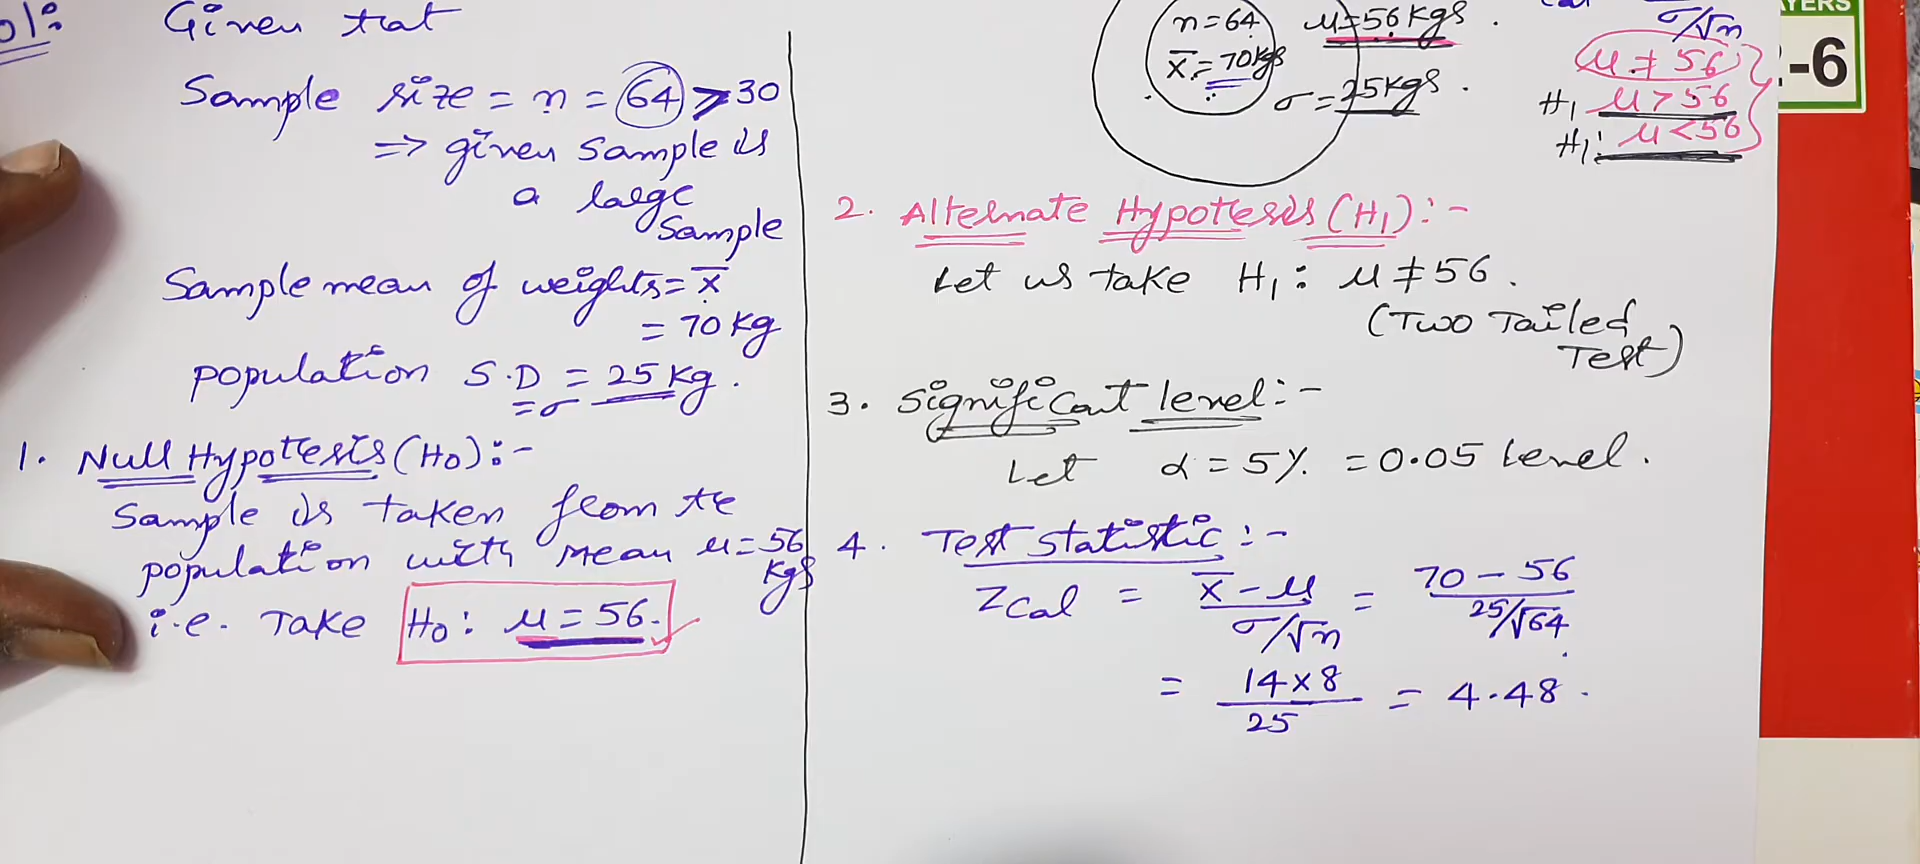 ol:
Given that
Sample size = n = 64 > 30
⇒ given sample is
a large
sample
Sample mean of weights = x̄
= 70 kg
population S.D = 25 kg.
= σ
1. Null Hypothesis (H₀):-
Sample is taken from the
population with mean μ = 56
kgs
i.e. Take H₀: μ = 56.
n = 64
x̄ = 70kgs
μ = 56 kgs.
σ = 25kgs.
cal
σ/√n
μ ≠ 56
H₁ μ > 56
H₁: μ < 56
2. Alternate Hypothesis (H₁):-
Let us take H₁: μ ≠ 56.
(Two Tailed
Test)
3. Significant level:-
Let α = 5% = 0.05 level.
4. Test statistic:-
Z cal = x̄ - μ / σ/√n = 70 - 56 / 25/√64
= 14 x 8 / 25 = 4.48.
YERS
-6